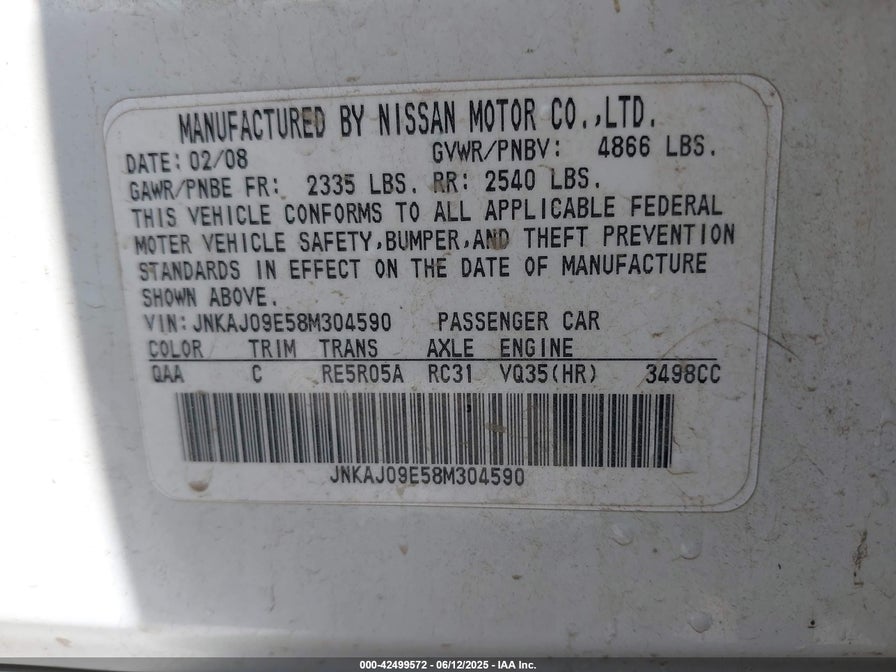 MANUFACTURED BY NISSAN MOTOR CO.,LTD.
DATE: 02/08 GVWR/PNBV: 4866 LBS.
GAWR/PNBE FR: 2335 LBS. RR: 2540 LBS.
THIS VEHICLE CONFORMS TO ALL APPLICABLE FEDERAL
MOTER VEHICLE SAFETY,BUMPER,AND THEFT PREVENTION
STANDARDS IN EFFECT ON THE DATE OF MANUFACTURE
SHOWN ABOVE.
VIN: JNKAJ09E58M304590 PASSENGER CAR
COLOR TRIM TRANS AXLE ENGINE
QAA C RE5R05A RC31 VQ35(HR) 3498CC
JNKAJ09E58M304590
000-42499572 - 06/12/2025 - IAA Inc.